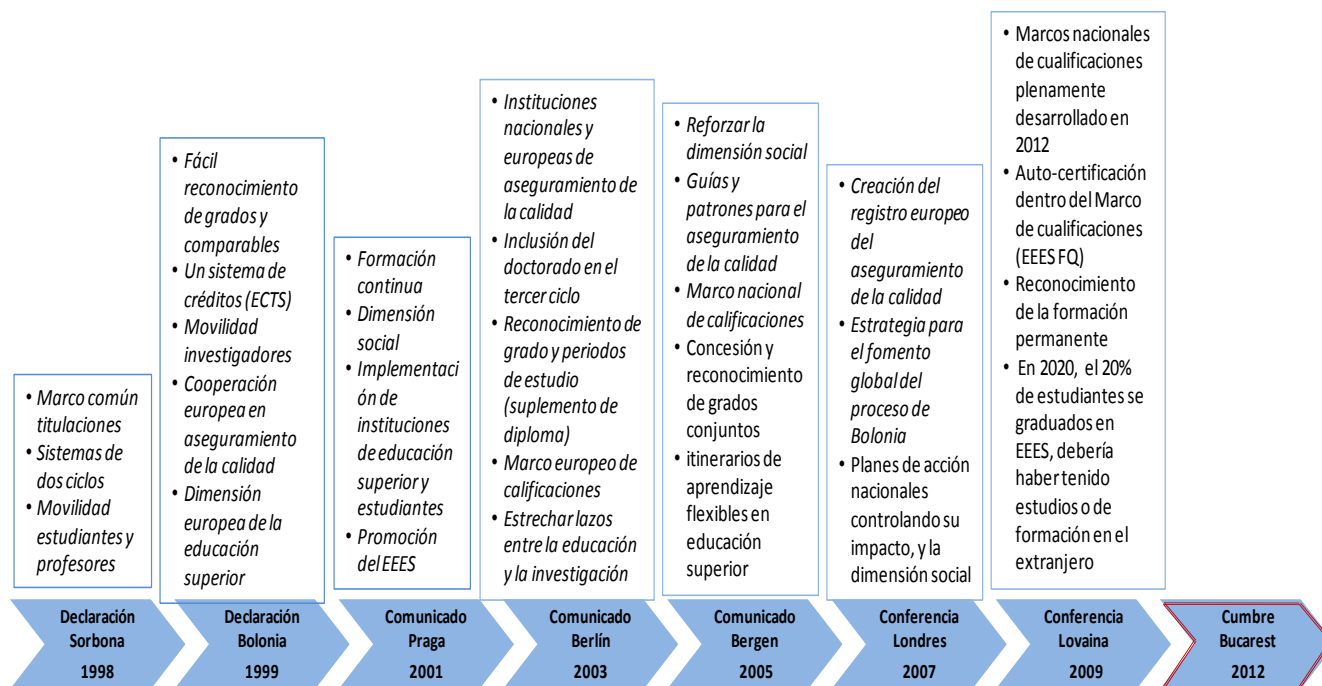 • Marco común
titulaciones
• Sistemas de
dos ciclos
• Movilidad
estudiantes y
profesores
• Fácil
reconocimiento
de grados y
comparables
• Un sistema de
créditos (ECTS)
• Movilidad
investigadores
• Cooperación
europea en
aseguramiento
de la calidad
• Dimensión
europea de la
educación
superior
• Formación
continua
• Dimensión
social
• Implementaci
ón de
instituciones
de educación
superior y
estudiantes
• Promoción
del EEES
• Instituciones
nacionales y
europeas de
aseguramiento de
la calidad
• Inclusión del
doctorado en el
tercer ciclo
• Reconocimiento de
grado y periodos
de estudio
(suplemento de
diploma)
• Marco europeo de
calificaciones
• Estrechar lazos
entre la educación
y la investigación
• Reforzar la
dimensión social
• Guías y
patrones para el
aseguramiento
de la calidad
• Marco nacional
de calificaciones
• Concesión y
reconocimiento
de grados
conjuntos
• itinerarios de
aprendizaje
flexibles en
educación
superior
• Creación del
registro europeo
del
aseguramiento
de la calidad
• Estrategia para
el fomento
global del
proceso de
Bolonia
• Planes de acción
nacionales
controlando su
impacto, y la
dimensión social
• Marcos nacionales
de cualificaciones
plenamente
desarrollado en
2012
• Auto-certificación
dentro del Marco
de cualificaciones
(EEES FQ)
• Reconocimiento
de la formación
permanente
• En 2020, el 20%
de estudiantes se
graduados en
EEES, debería
haber tenido
estudios o de
formación en el
extranjero
Declaración
Sorbona
1998
Declaración
Bolonia
1999
Comunicado
Praga
2001
Comunicado
Berlín
2003
Comunicado
Bergen
2005
Conferencia
Londres
2007
Conferencia
Lovaina
2009
Cumbre
Bucarest
2012